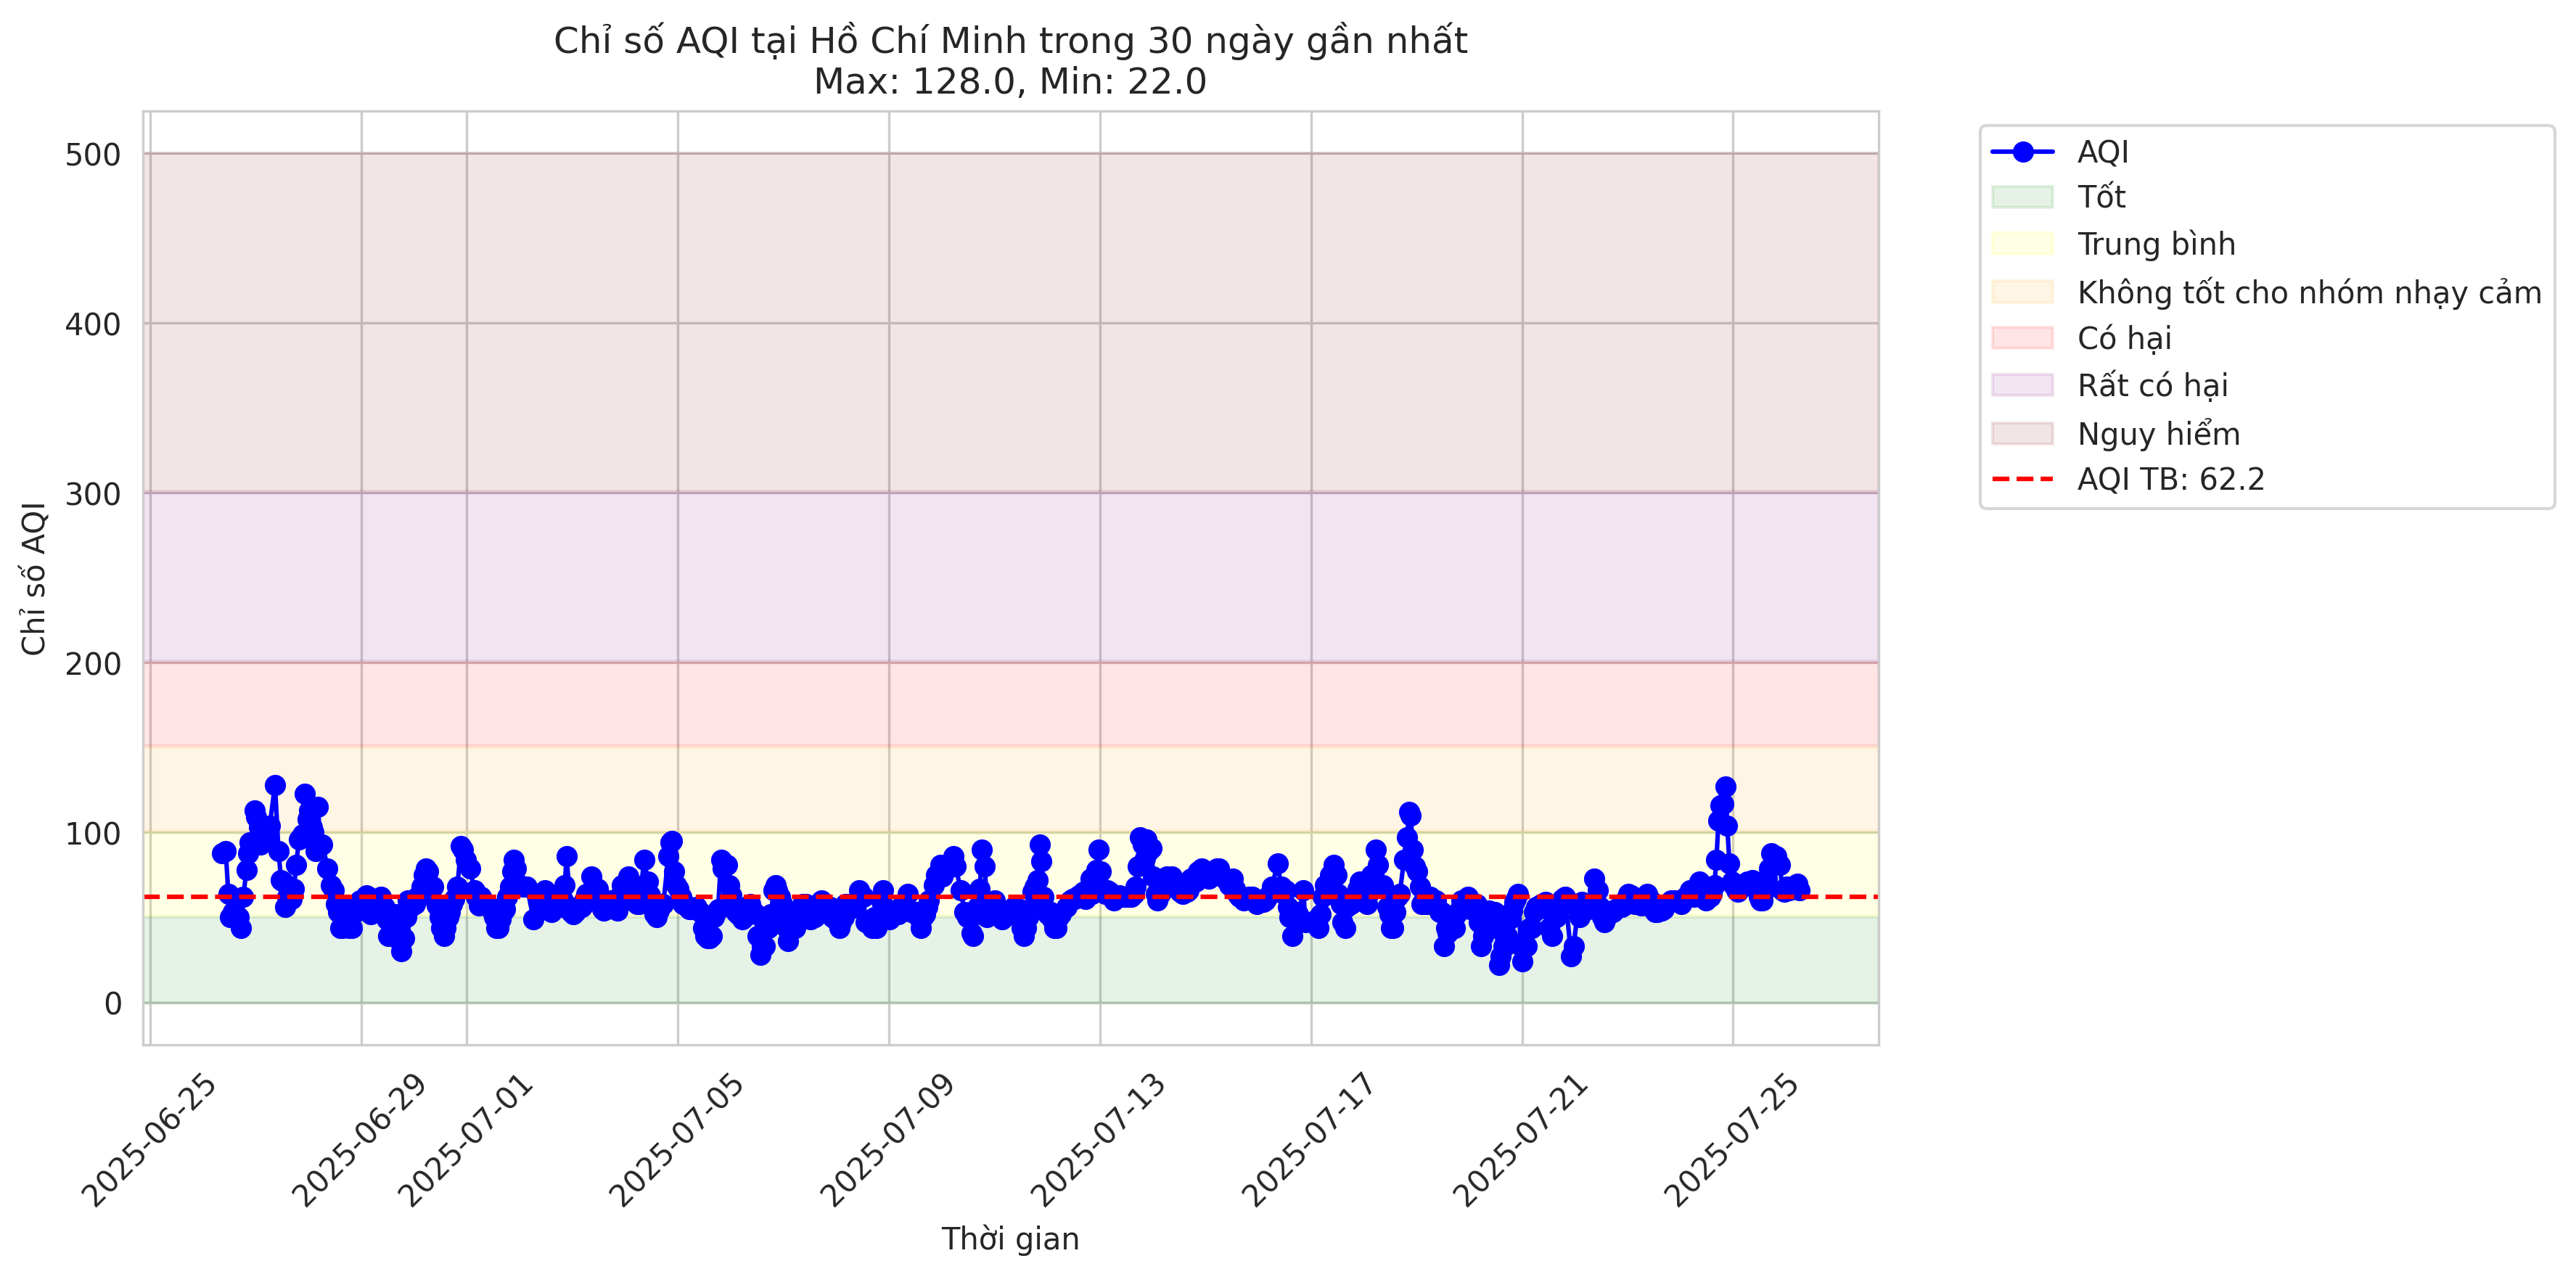 Chỉ số AQI tại Hồ Chí Minh trong 30 ngày gần nhất
Max: 128.0, Min: 22.0
Chỉ số AQI
500
400
300
200
100
0
2025-06-25
2025-06-29
2025-07-01
2025-07-05
2025-07-09
2025-07-13
2025-07-17
2025-07-21
2025-07-25
Thời gian
AQI
Tốt
Trung bình
Không tốt cho nhóm nhạy cảm
Có hại
Rất có hại
Nguy hiểm
AQI TB: 62.2